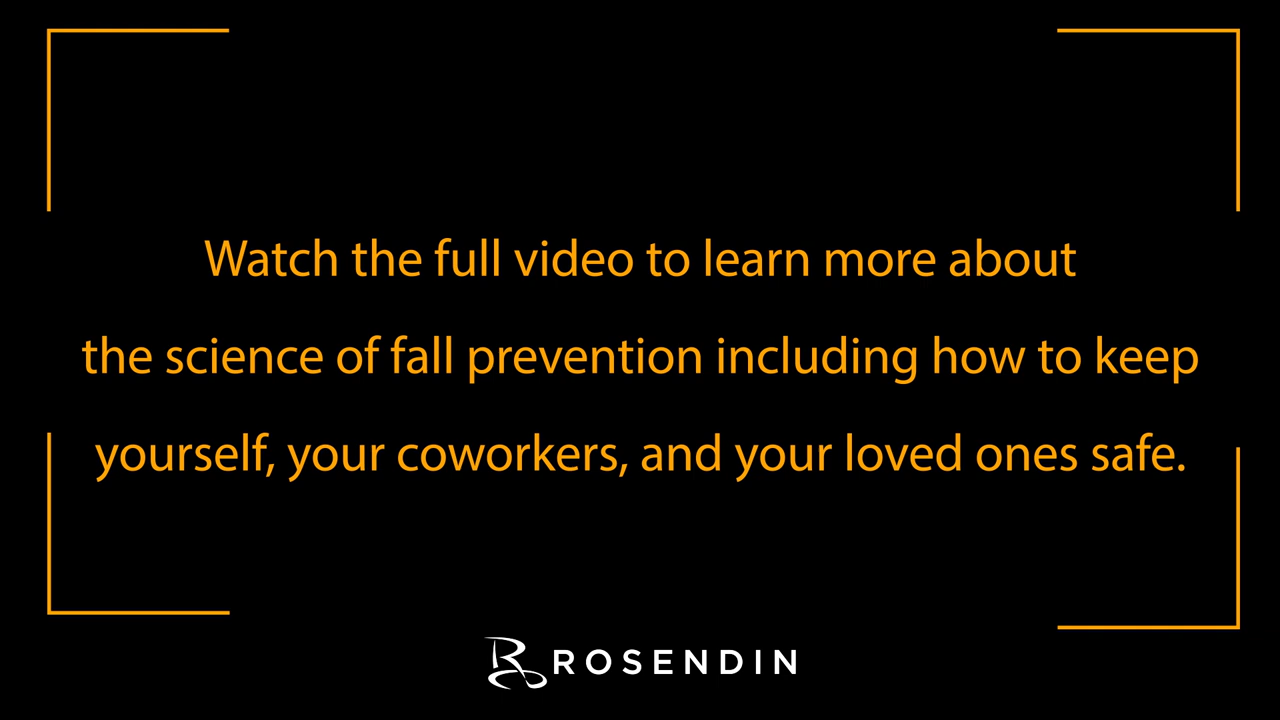 Watch the full video to learn more about
the science of fall prevention including how to keep
yourself, your coworkers, and your loved ones safe.
ROSENDIN